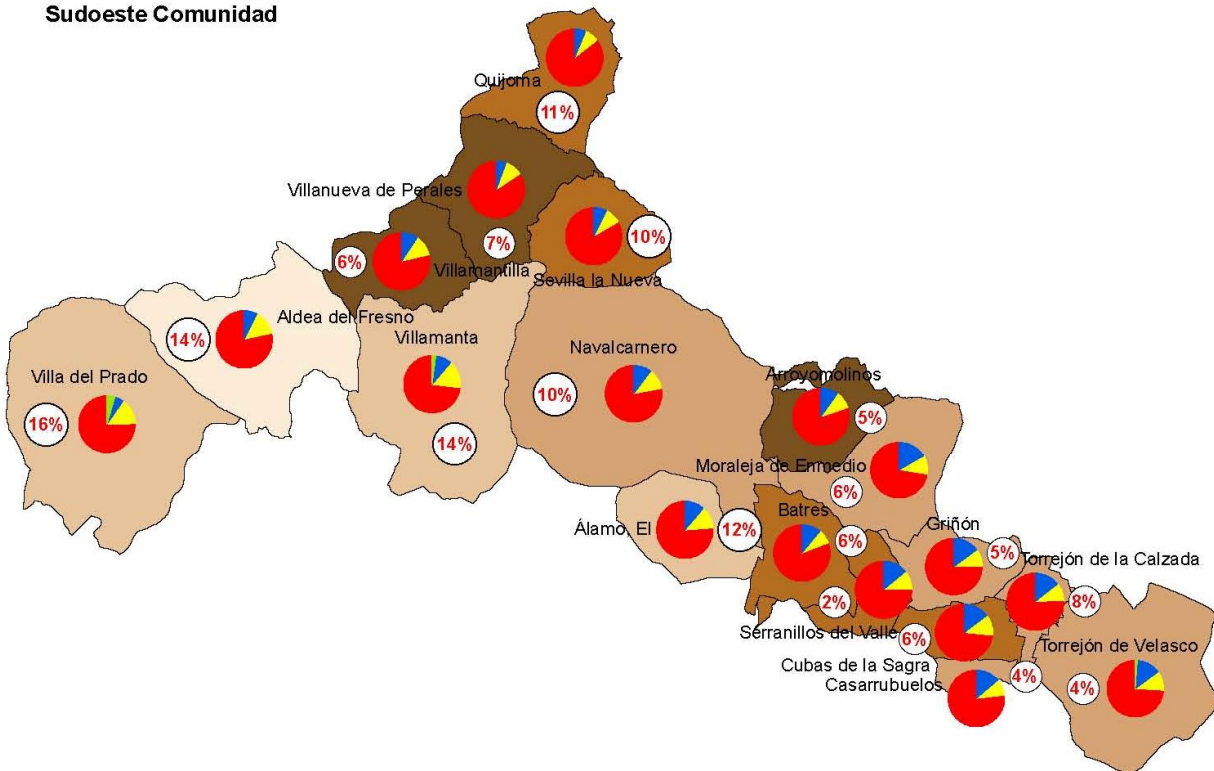 Sudoeste Comunidad
Quijorna
11%
Villanueva de Perales
7%
10%
6%
Villamantilla
Sevilla la Nueva
Aldea del Fresno
14%
Villamanta
14%
Navalcarnero
10%
Villa del Prado
16%
Arroyomolinos
5%
Moraleja de Enmedio
6%
Álamo, El
12%
Batres
6%
Griñón
5%
Torrejón de la Calzada
8%
2%
Serranillos del Valle
6%
Cubas de la Sagra
Casarrubuelos
4%
Torrejón de Velasco
4%